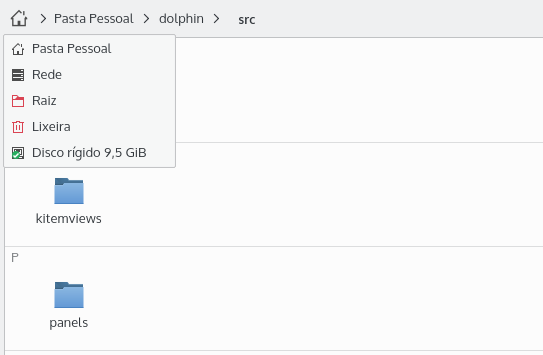 Pasta Pessoal dolphin src
Pasta Pessoal
Rede
Raiz
Lixeira
Disco rígido 9,5 GiB
kitemviews
P
panels